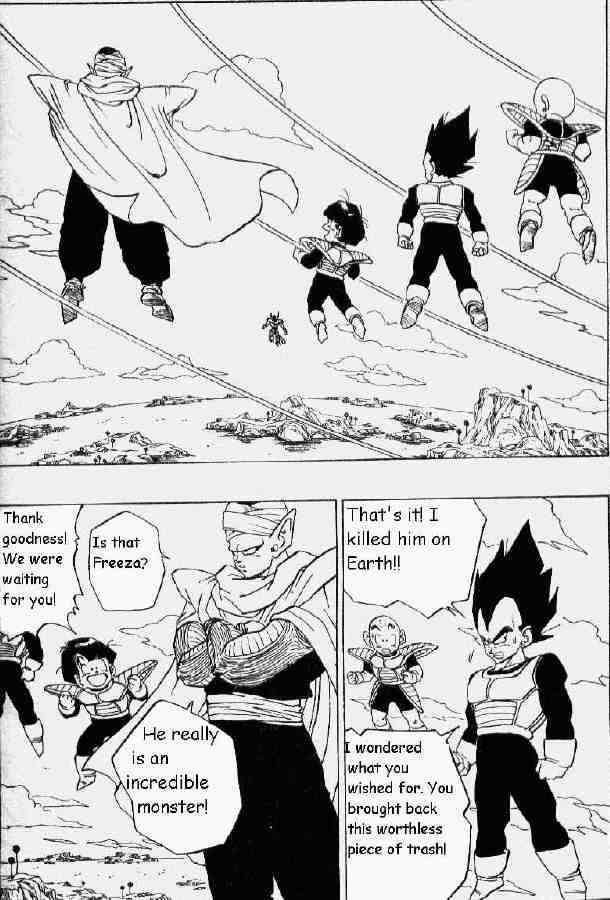 That's it! I
killed him on
Earth!!
I wondered
what you
wished for. You
brought back
this worthless
piece of trash!
Is that
Freeza?
Thank
goodness!
We were
waiting
for you!
He really
is an
incredible
monster!